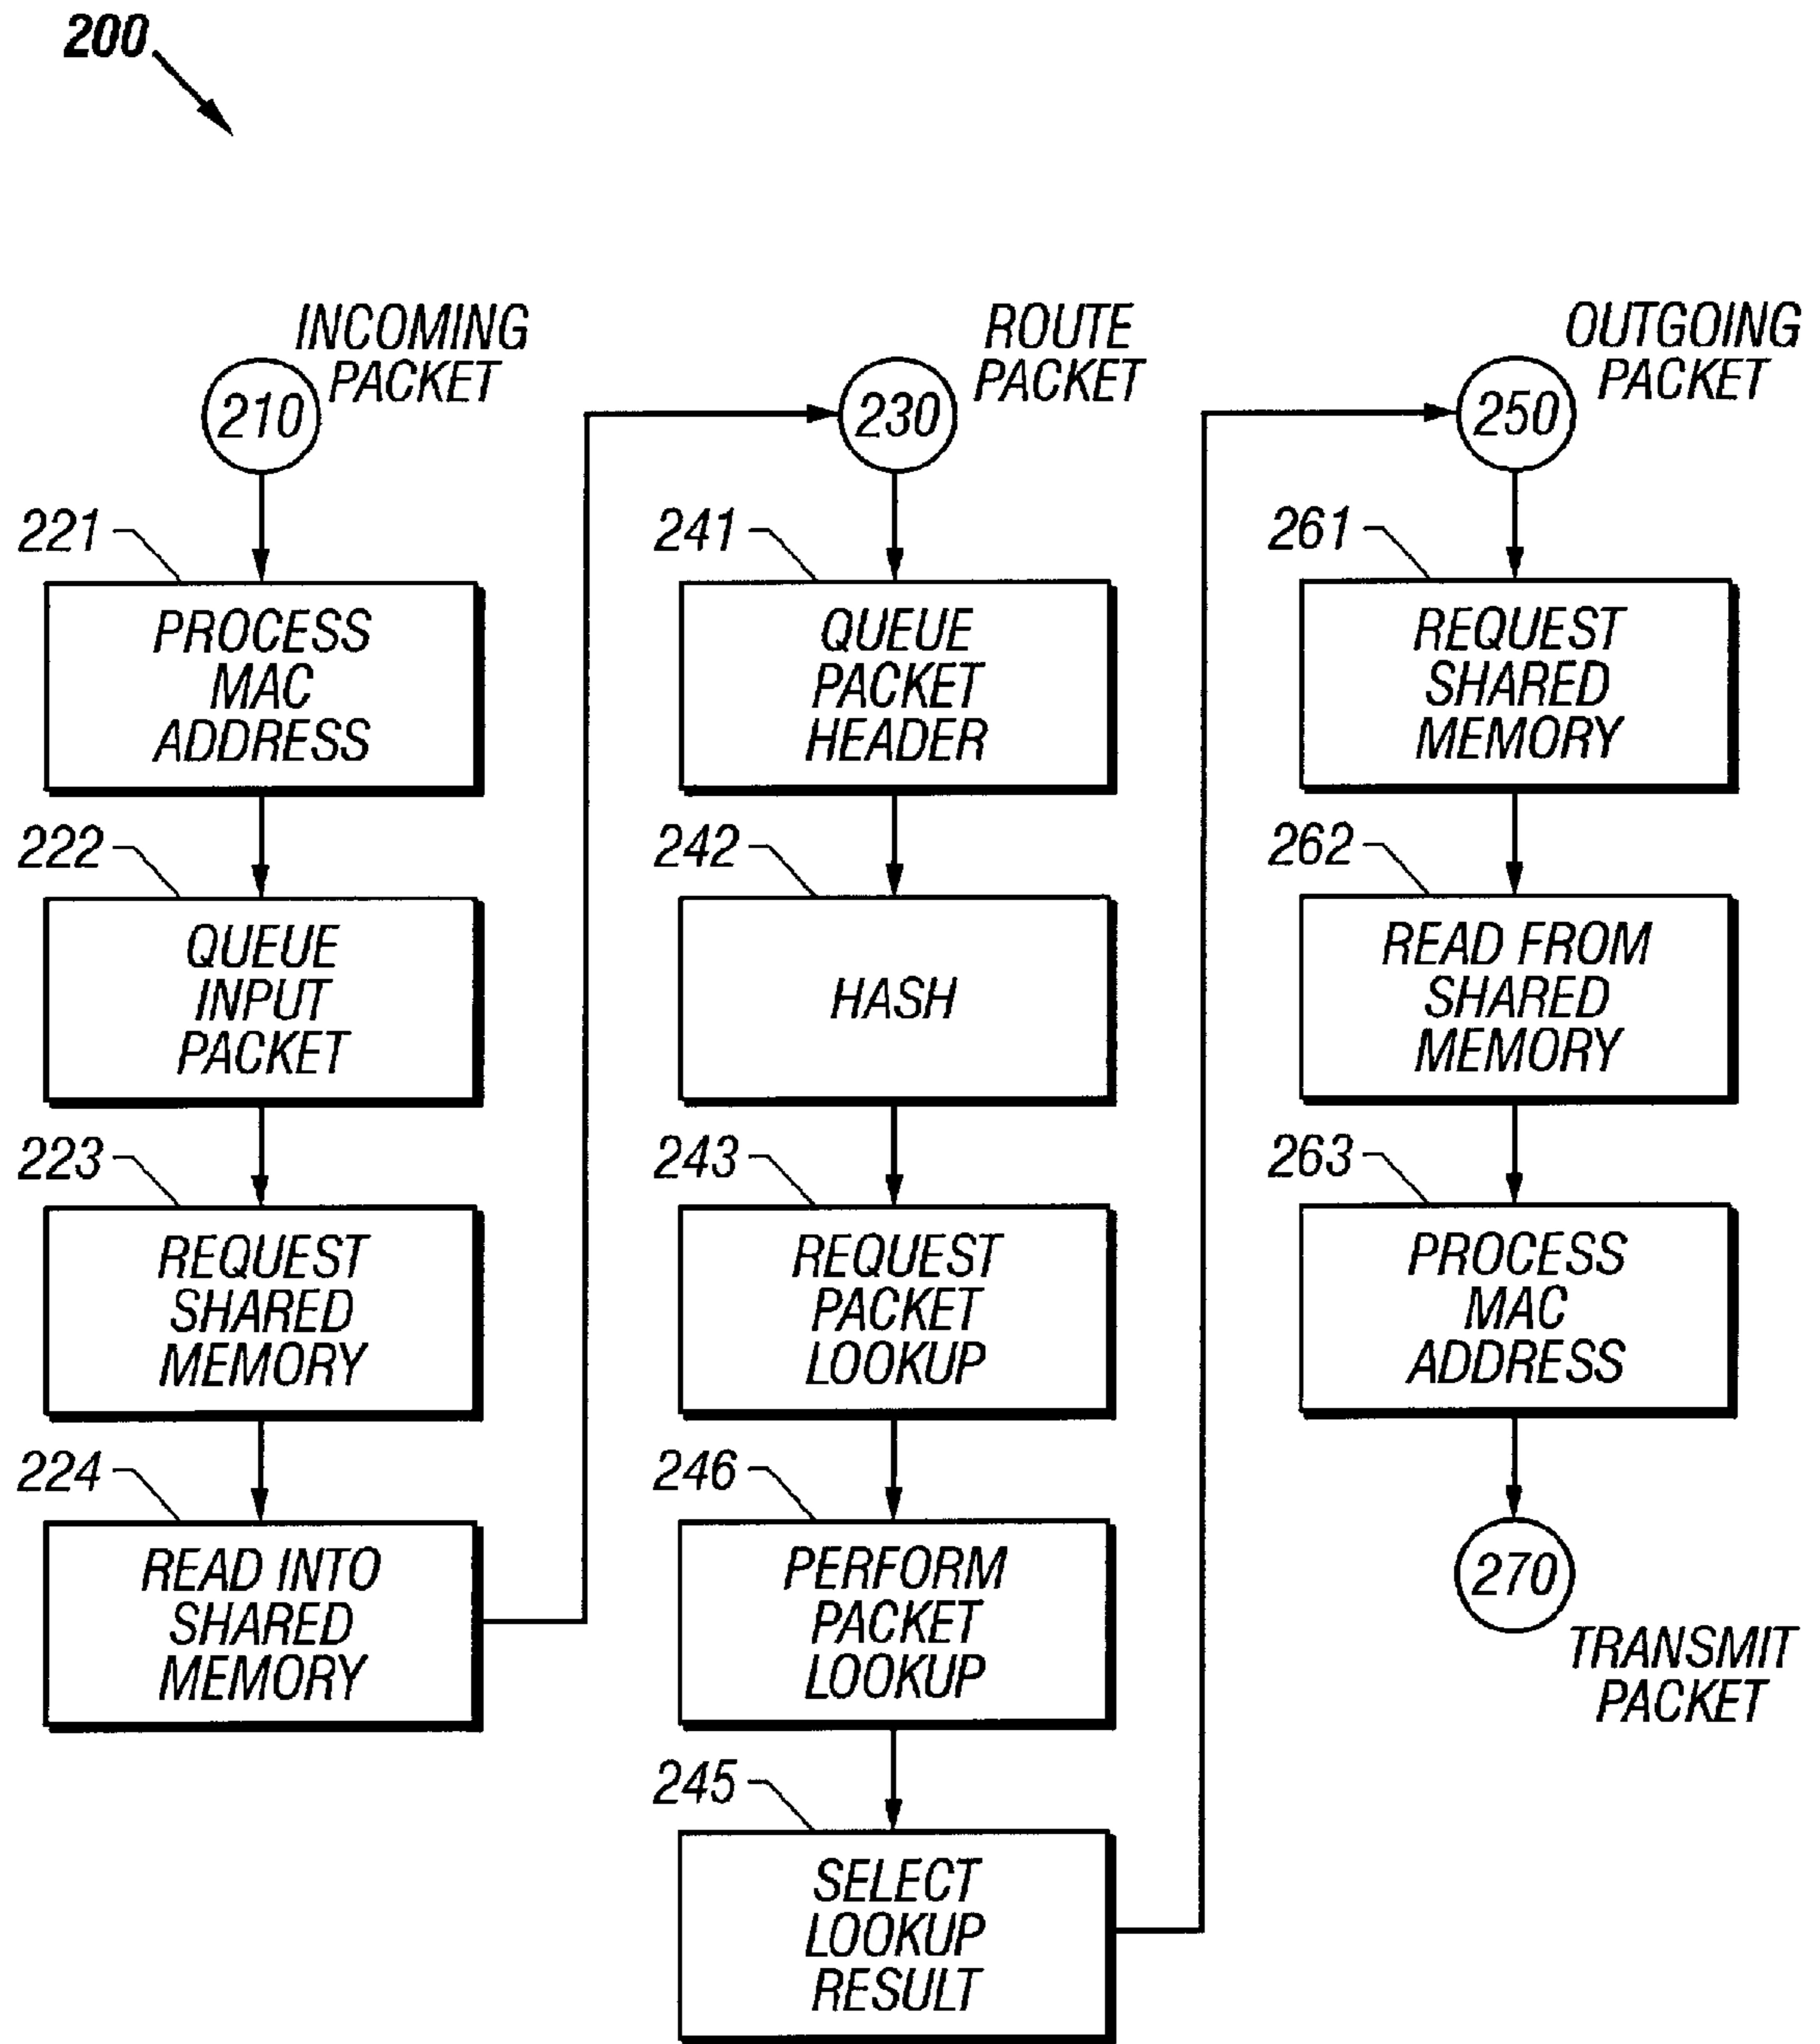 200
INCOMING
PACKET
210
221
PROCESS
MAC
ADDRESS
222
QUEUE
INPUT
PACKET
223
REQUEST
SHARED
MEMORY
224
READ INTO
SHARED
MEMORY
ROUTE
PACKET
230
241
QUEUE
PACKET
HEADER
242
HASH
243
REQUEST
PACKET
LOOKUP
246
PERFORM
PACKET
LOOKUP
245
SELECT
LOOKUP
RESULT
OUTGOING
PACKET
250
261
REQUEST
SHARED
MEMORY
262
READ FROM
SHARED
MEMORY
263
PROCESS
MAC
ADDRESS
270
TRANSMIT
PACKET